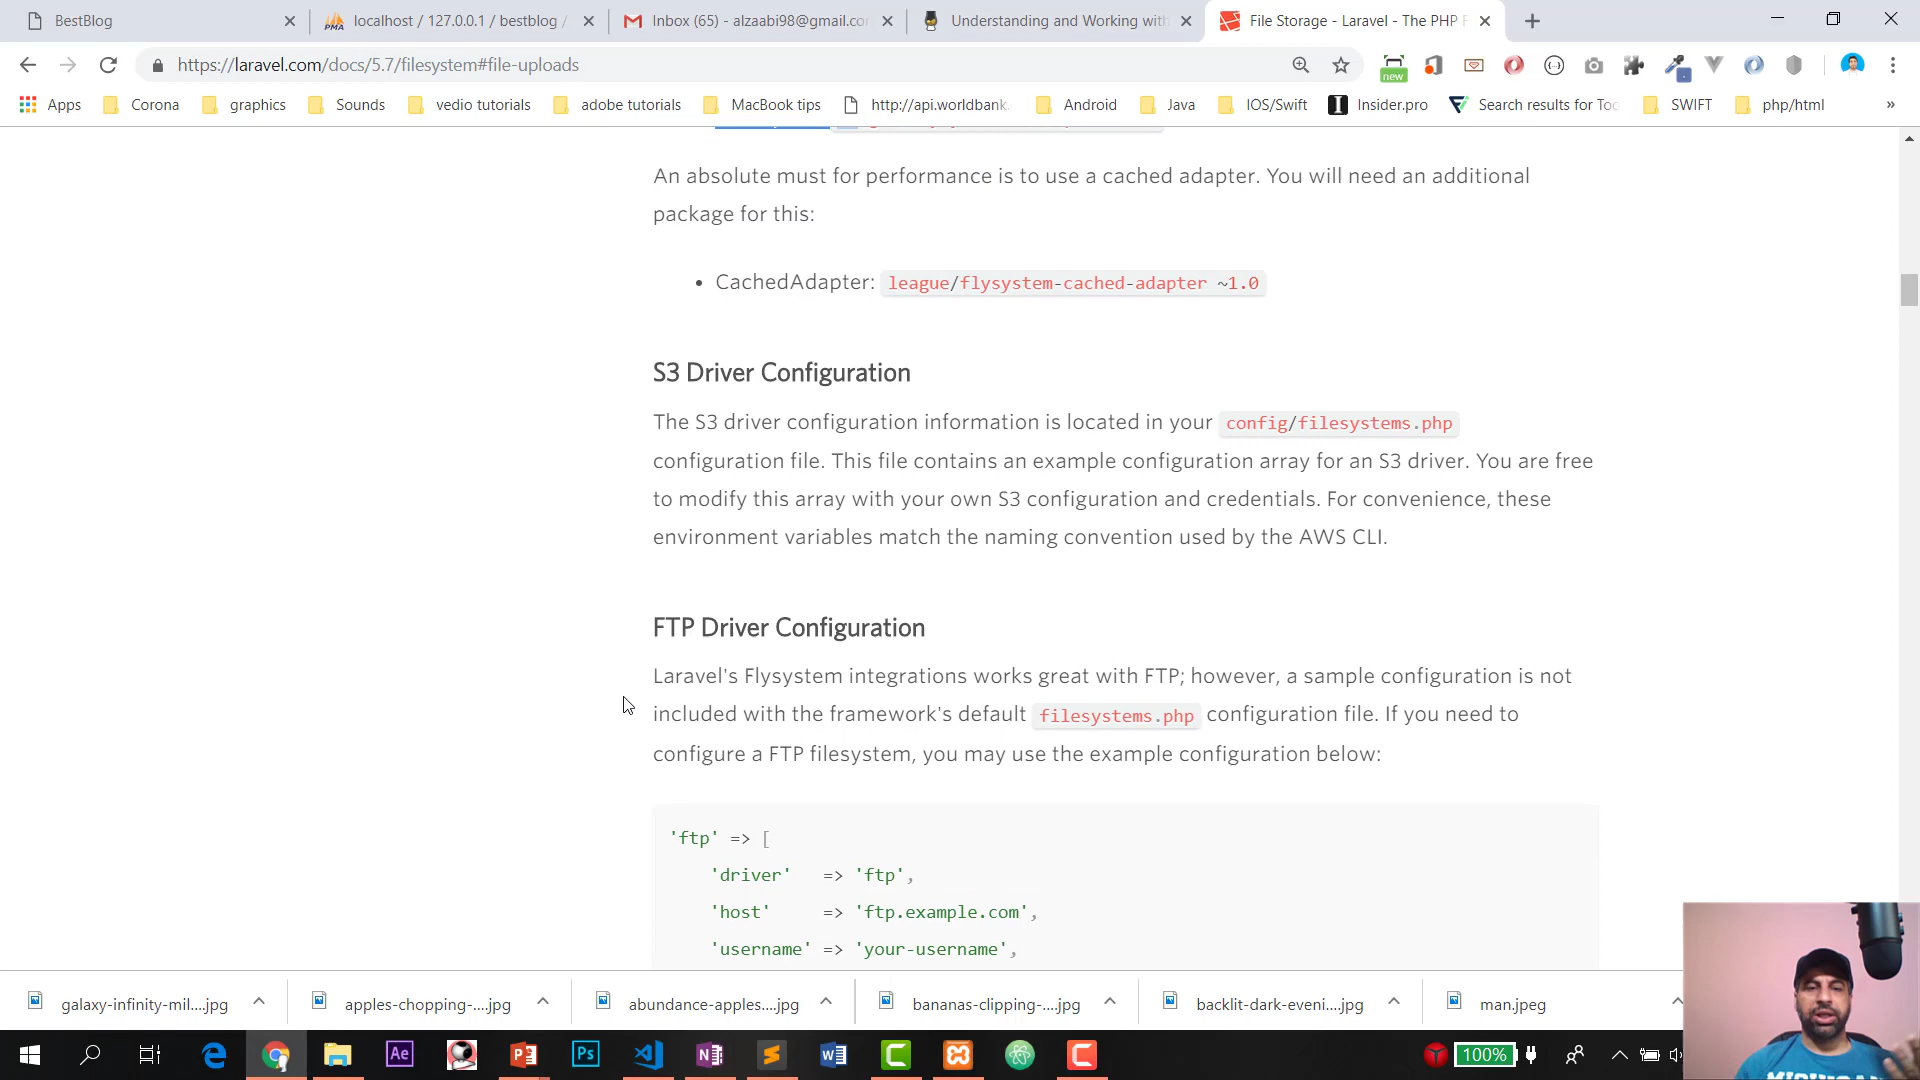 BestBlog
localhost / 127.0.0.1 / bestblog /
Inbox (65) - alzaabi98@gmail.co
Understanding and Working with
File Storage - Laravel - The PHP F
https://laravel.com/docs/5.7/filesystem#file-uploads
new
Apps
Corona
graphics
Sounds
vedio tutorials
adobe tutorials
MacBook tips
http://api.worldbank.
Android
Java
IOS/Swift
Insider.pro
Search results for Too
SWIFT
php/html
»
An absolute must for performance is to use a cached adapter. You will need an additional
package for this:
• CachedAdapter: league/flysystem-cached-adapter ~1.0
S3 Driver Configuration
The S3 driver configuration information is located in your config/filesystems.php
configuration file. This file contains an example configuration array for an S3 driver. You are free
to modify this array with your own S3 configuration and credentials. For convenience, these
environment variables match the naming convention used by the AWS CLI.
FTP Driver Configuration
Laravel's Flysystem integrations works great with FTP; however, a sample configuration is not
included with the framework's default filesystems.php configuration file. If you need to
configure a FTP filesystem, you may use the example configuration below:
'ftp' => [
'driver' => 'ftp',
'host' => 'ftp.example.com',
'username' => 'your-username',
galaxy-infinity-mil....jpg
apples-chopping-....jpg
abundance-apples....jpg
bananas-clipping-....jpg
backlit-dark-eveni....jpg
man.jpeg
100%